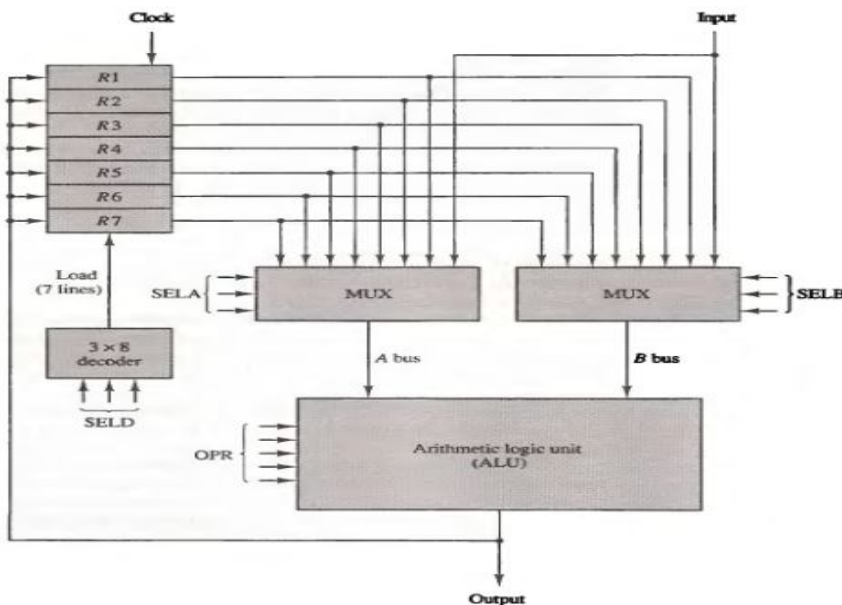 Clock
Input
R1
R2
R3
R4
R5
R6
R7
Load
(7 lines)
SELA
MUX
MUX
SELB
3 × 8
decoder
A bus
B bus
SELD
OPR
Arithmetic logic unit
(ALU)
Output